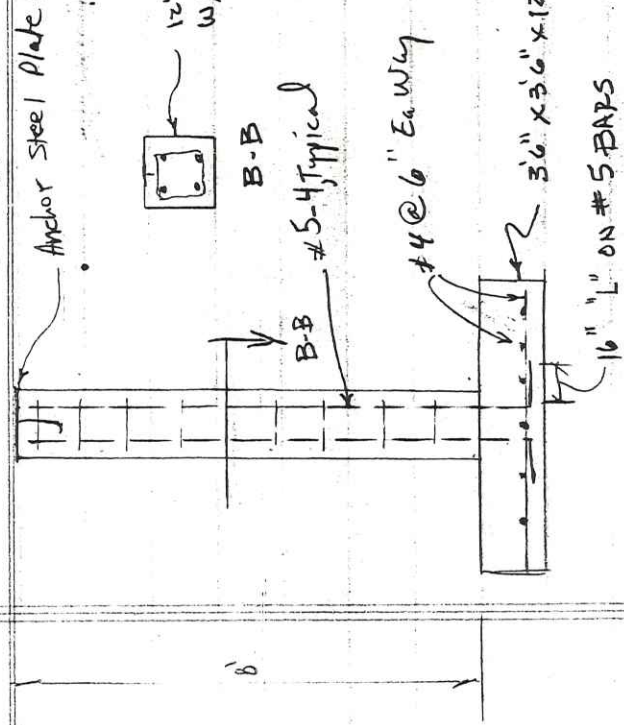 Anchor Steel Plate
12"
w/
B-B
#5-4, Typical
B-B
#4 @ 6" Ea Way
3'6" x 3'6" x 12
16" "L" ON #5 BARS
8'